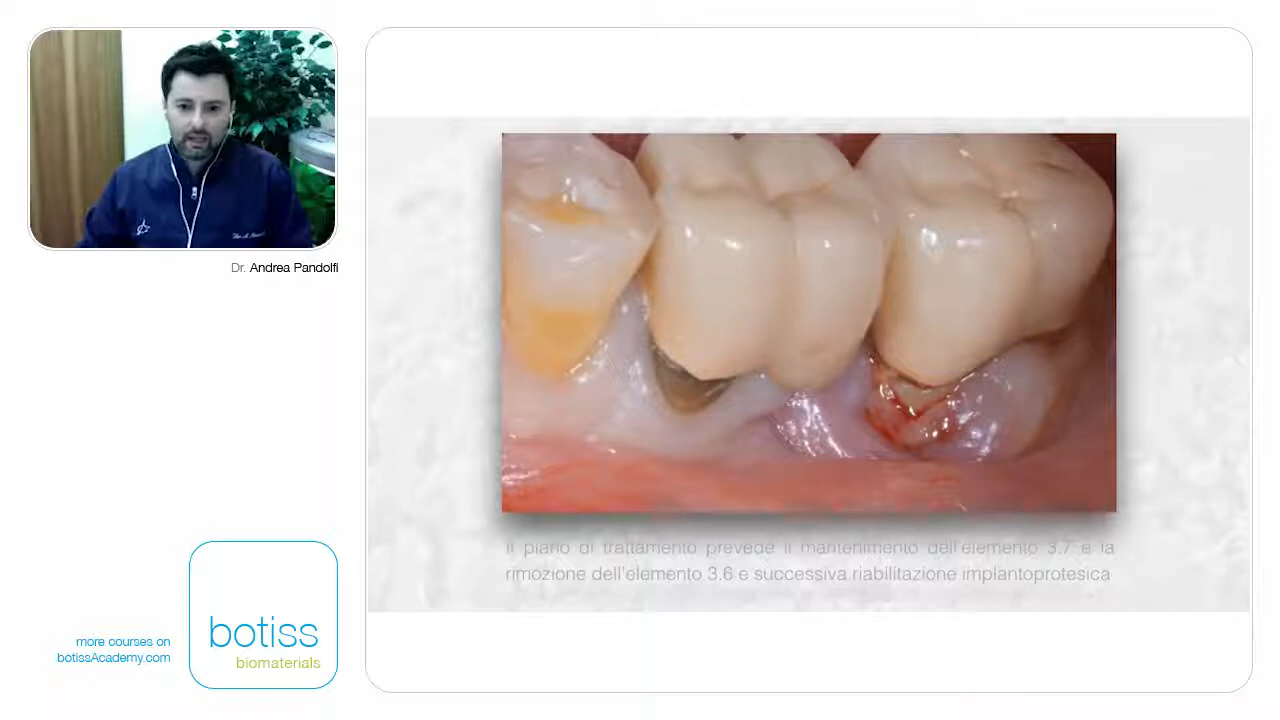 Dr. Andrea Pandolfi
Il piano di trattamento prevede il mantenimento dell'elemento 3.7 e la
rimozione dell'elemento 3.6 e successiva riabilitazione implantoprotesica
more courses on
botissAcademy.com
botiss
biomaterials